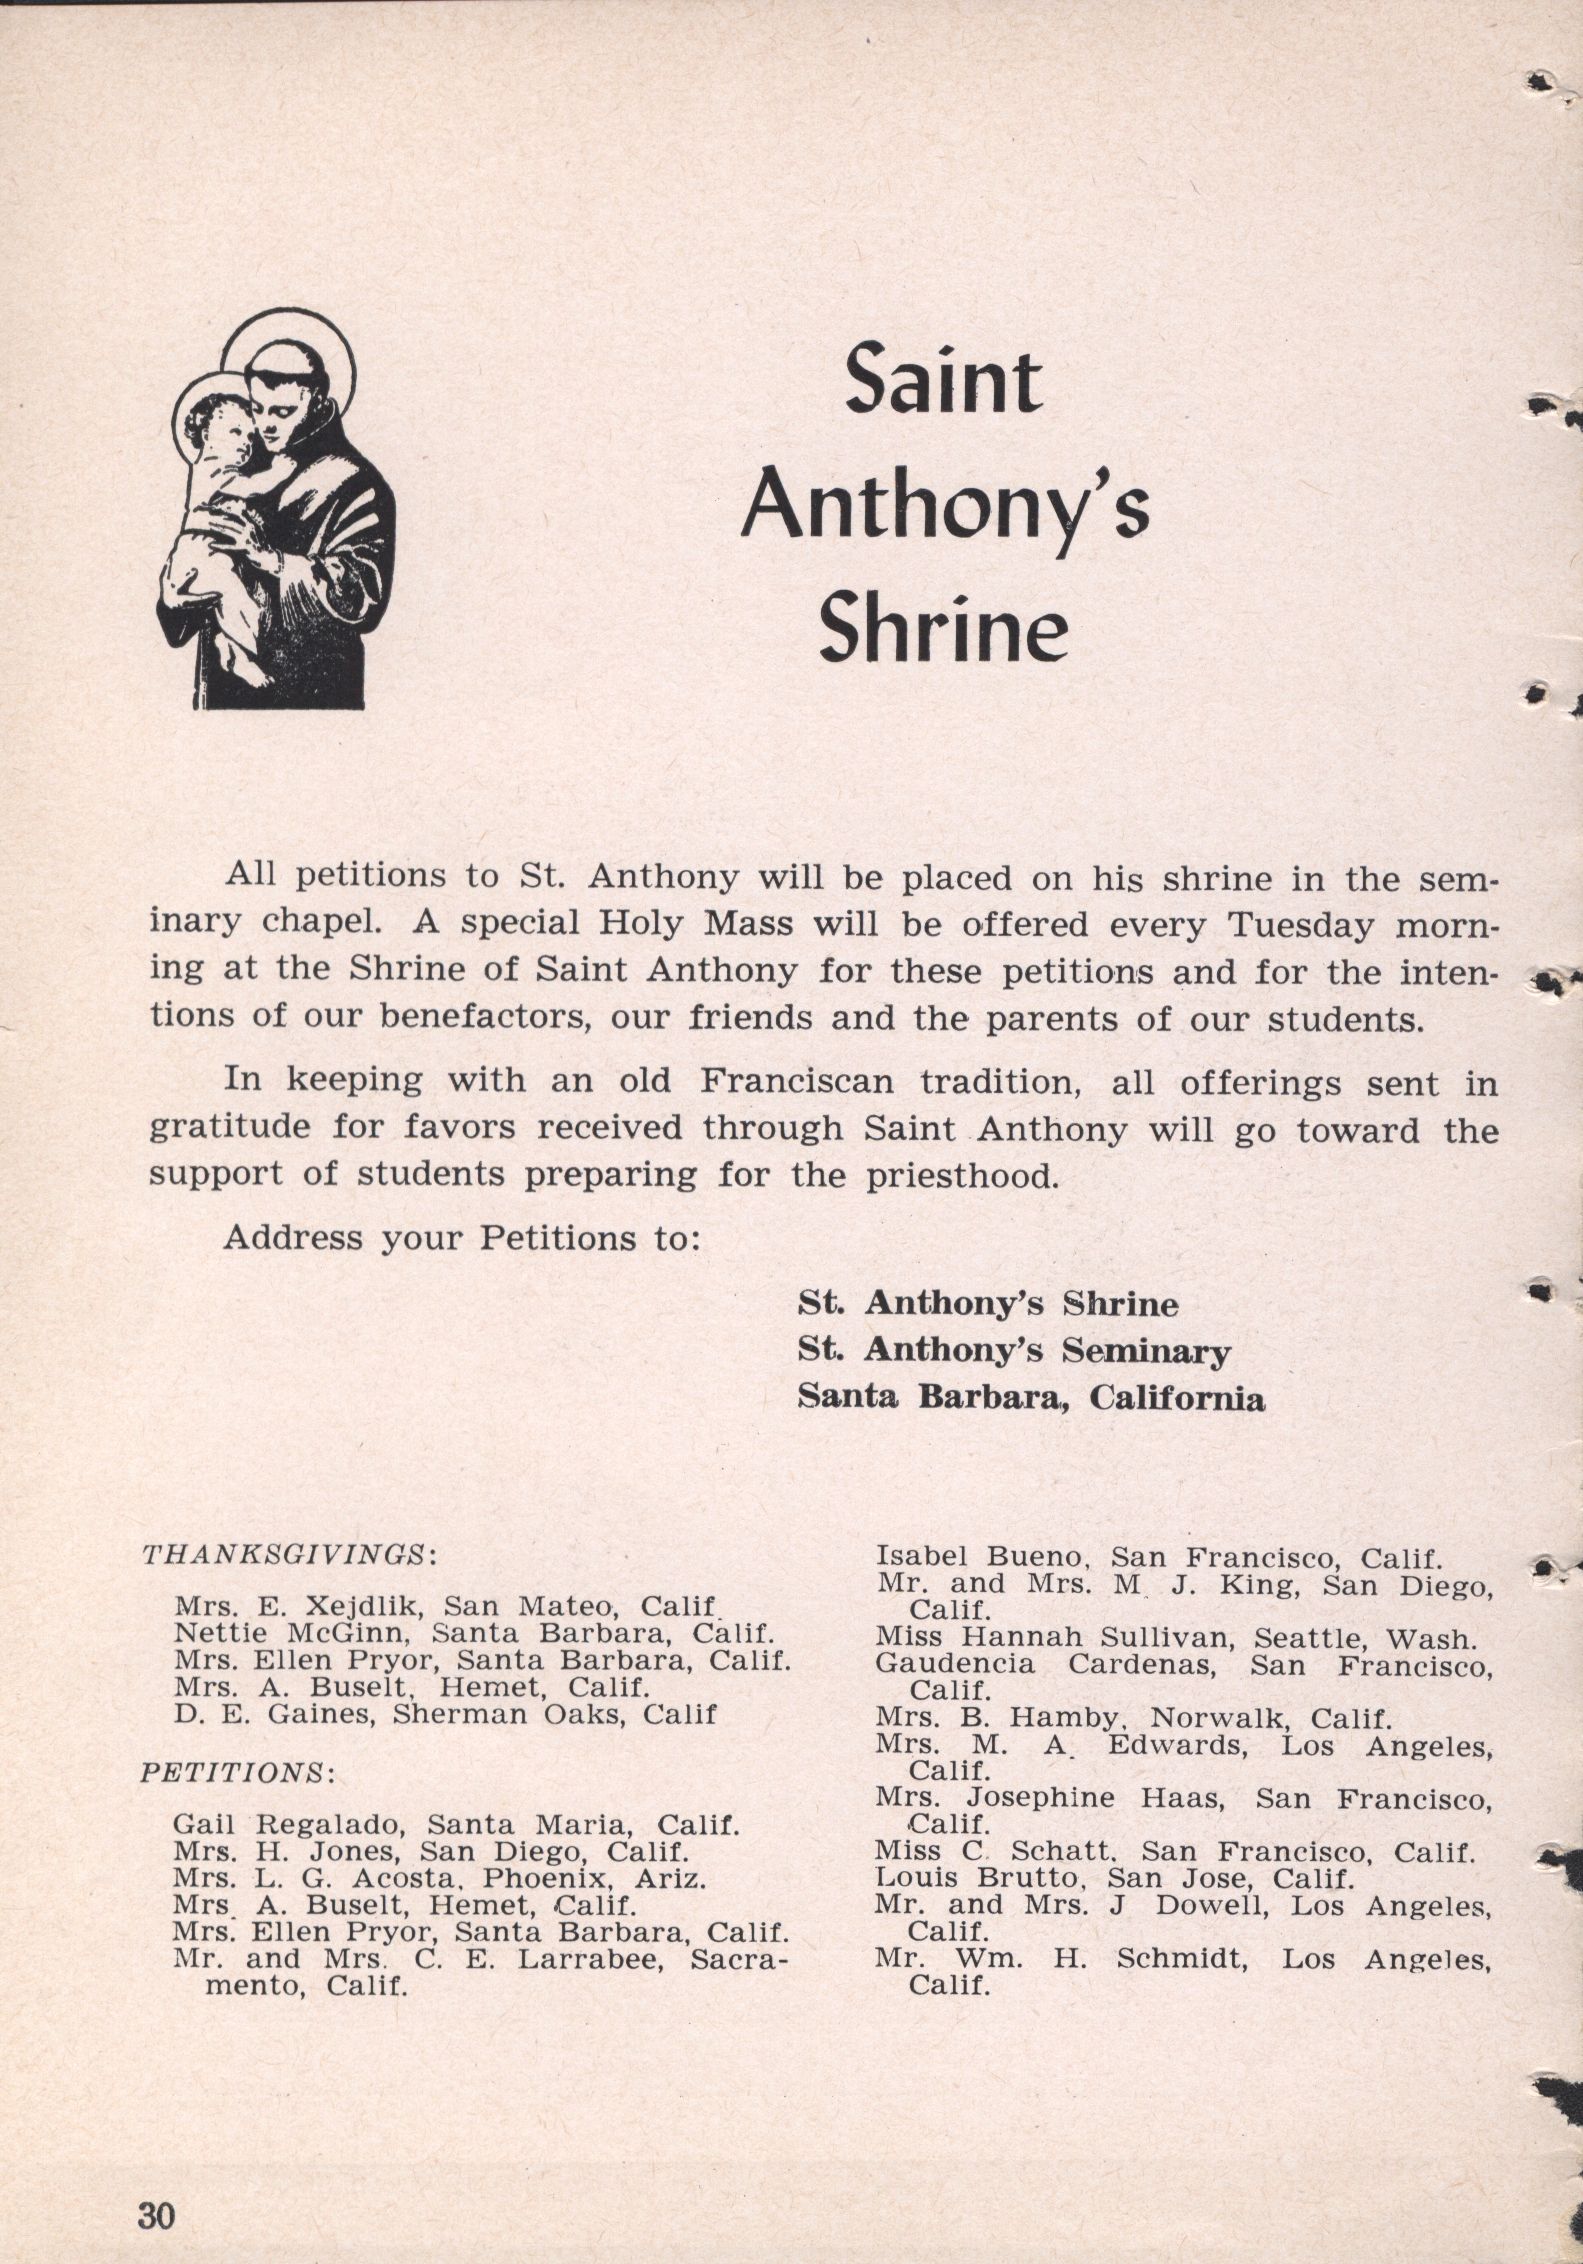 Saint
Anthony's
Shrine
All petitions to St. Anthony will be placed on his shrine in the sem-
inary chapel. A special Holy Mass will be offered every Tuesday morn-
ing at the Shrine of Saint Anthony for these petitions and for the inten-
tions of our benefactors, our friends and the parents of our students.
In keeping with an old Franciscan tradition, all offerings sent in
gratitude for favors received through Saint Anthony will go toward the
support of students preparing for the priesthood.
Address your Petitions to:
St. Anthony's Shrine
St. Anthony's Seminary
Santa Barbara, California
THANKSGIVINGS:
Mrs. E. Xejdlik, San Mateo, Calif.
Nettie McGinn, Santa Barbara, Calif.
Mrs. Ellen Pryor, Santa Barbara, Calif.
Mrs. A. Buselt, Hemet, Calif.
D. E. Gaines, Sherman Oaks, Calif
PETITIONS:
Gail Regalado, Santa Maria, Calif.
Mrs. H. Jones, San Diego, Calif.
Mrs. L. G. Acosta, Phoenix, Ariz.
Mrs. A. Buselt, Hemet, Calif.
Mrs. Ellen Pryor, Santa Barbara, Calif.
Mr. and Mrs. C. E. Larrabee, Sacra-
mento, Calif.
Isabel Bueno, San Francisco, Calif.
Mr. and Mrs. M. J. King, San Diego,
Calif.
Miss Hannah Sullivan, Seattle, Wash.
Gaudencia Cardenas, San Francisco,
Calif.
Mrs. B. Hamby, Norwalk, Calif.
Mrs. M. A. Edwards, Los Angeles,
Calif.
Mrs. Josephine Haas, San Francisco,
Calif.
Miss C. Schatt, San Francisco, Calif.
Louis Brutto, San Jose, Calif.
Mr. and Mrs. J Dowell, Los Angeles,
Calif.
Mr. Wm. H. Schmidt, Los Angeles,
Calif.
30